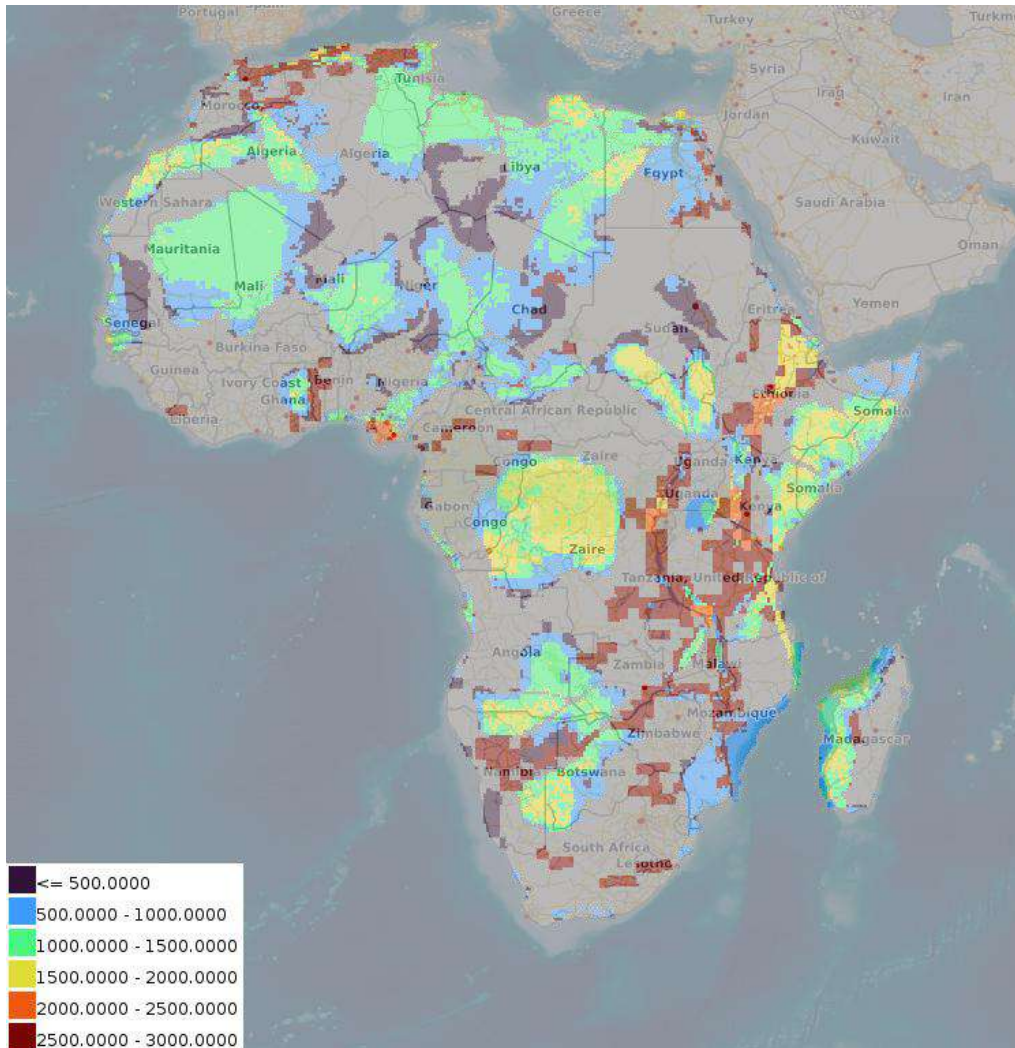 Portugal
Spain
Greece
Turkey
Turkm
Syria
Iraq
Iran
Jordan
Kuwait
Saudi Arabia
Oman
Yemen
Tunisia
Morocco
Algeria
Algeria
Libya
Egypt
Western Sahara
Mauritania
Mali
Mali
Niger
Chad
Sudan
Eritrea
Senegal
Burkina Faso
Guinea
Ivory Coast
Benin
Nigeria
Ghana
Liberia
Ethiopia
Somalia
Central African Republic
Cameroon
Congo
Zaire
Uganda
Kenya
Somalia
Gabon
Uganda
Kenya
Congo
Zaire
Tanzania, United Republic of
Angola
Zambia
Malawi
Mozambique
Zimbabwe
Madagascar
Namibia
Botswana
South Africa
Lesotho
<= 500.0000
500.0000 - 1000.0000
1000.0000 - 1500.0000
1500.0000 - 2000.0000
2000.0000 - 2500.0000
2500.0000 - 3000.0000